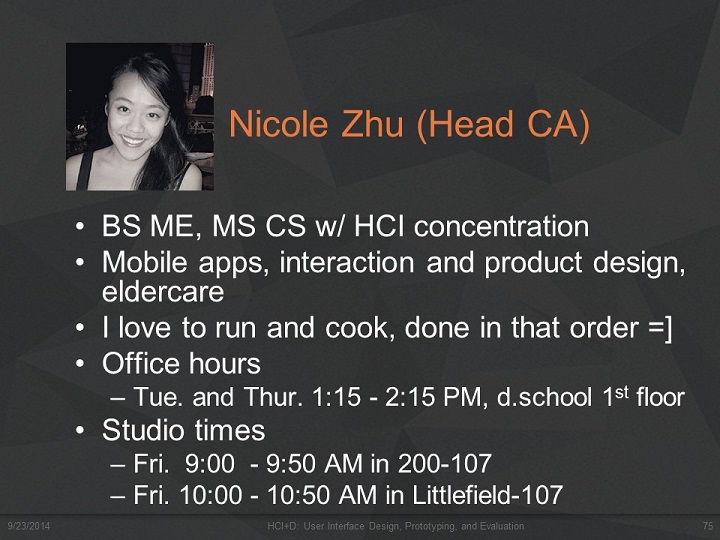 Nicole Zhu (Head CA)
• BS ME, MS CS w/ HCI concentration
• Mobile apps, interaction and product design,
eldercare
• I love to run and cook, done in that order =]
• Office hours
– Tue. and Thur. 1:15 - 2:15 PM, d.school 1st floor
• Studio times
– Fri.  9:00  - 9:50 AM in 200-107
– Fri. 10:00 - 10:50 AM in Littlefield-107
9/23/2014 HCI+D: User Interface Design, Prototyping, and Evaluation 75